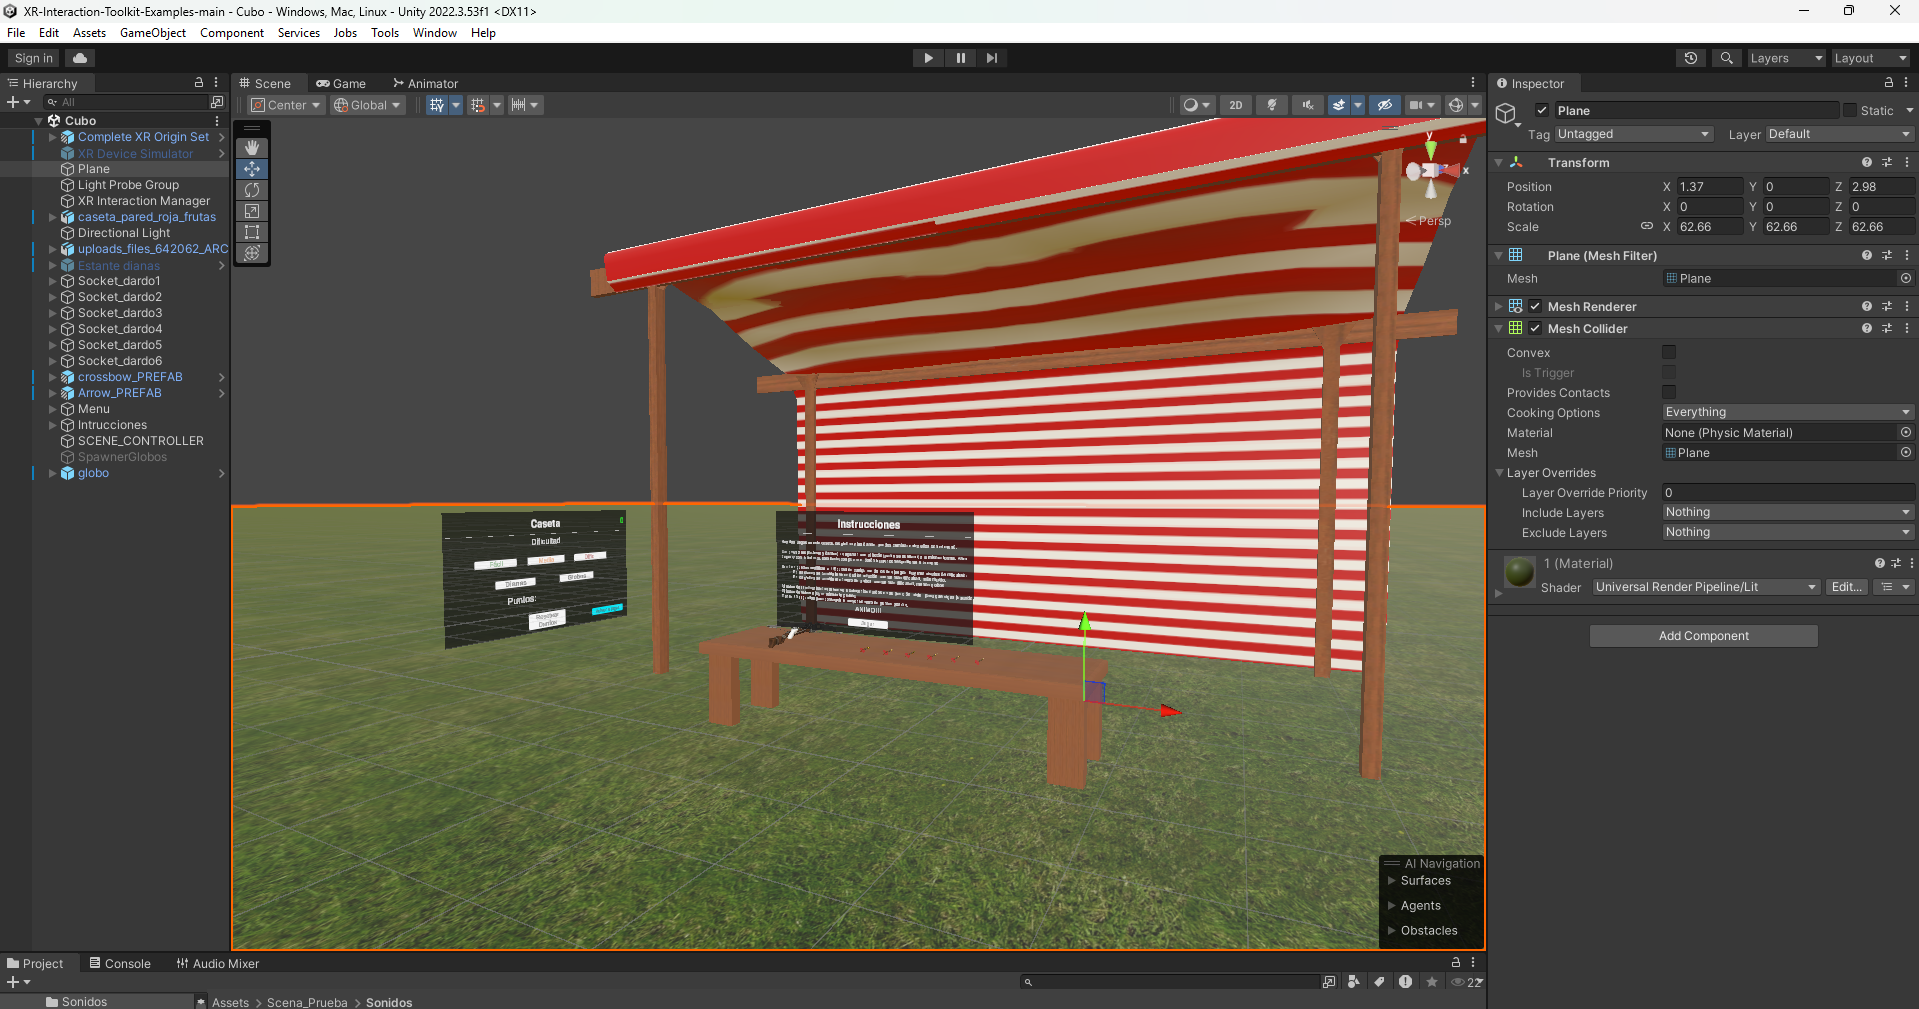 XR-Interaction-Toolkit-Examples-main - Cubo - Windows, Mac, Linux - Unity 2022.3.53f1 <DX11>
File Edit Assets GameObject Component Services Jobs Tools Window Help
Sign in
Layers
Layout
Hierarchy
All
Cubo
Complete XR Origin Set
XR Device Simulator
Plane
Light Probe Group
XR Interaction Manager
caseta_pared_roja_frutas
Directional Light
uploads_files_642062_ARC
Estante dianas
Socket_dardo1
Socket_dardo2
Socket_dardo3
Socket_dardo4
Socket_dardo5
Socket_dardo6
crossbow_PREFAB
Arrow_PREFAB
Menu
Intrucciones
SCENE_CONTROLLER
SpawnerGlobos
globo
Scene Game Animator
Center Global
2D
y
x
Persp
Caseta
Dificultad
Fácil
Dianas Globos
Puntos:
Instrucciones
ANIMO!!!
AI Navigation
Surfaces
Agents
Obstacles
Inspector
Plane Static
Tag Untagged Layer Default
Transform
Position X 1.37 Y 0 Z 2.98
Rotation X 0 Y 0 Z 0
Scale X 62.66 Y 62.66 Z 62.66
Plane (Mesh Filter)
Mesh Plane
Mesh Renderer
Mesh Collider
Convex
Is Trigger
Provides Contacts
Cooking Options Everything
Material None (Physic Material)
Mesh Plane
Layer Overrides
Layer Override Priority 0
Include Layers Nothing
Exclude Layers Nothing
1 (Material)
Shader Universal Render Pipeline/Lit Edit...
Add Component
Project Console Audio Mixer
22
Sonidos
Assets > Scena_Prueba > Sonidos